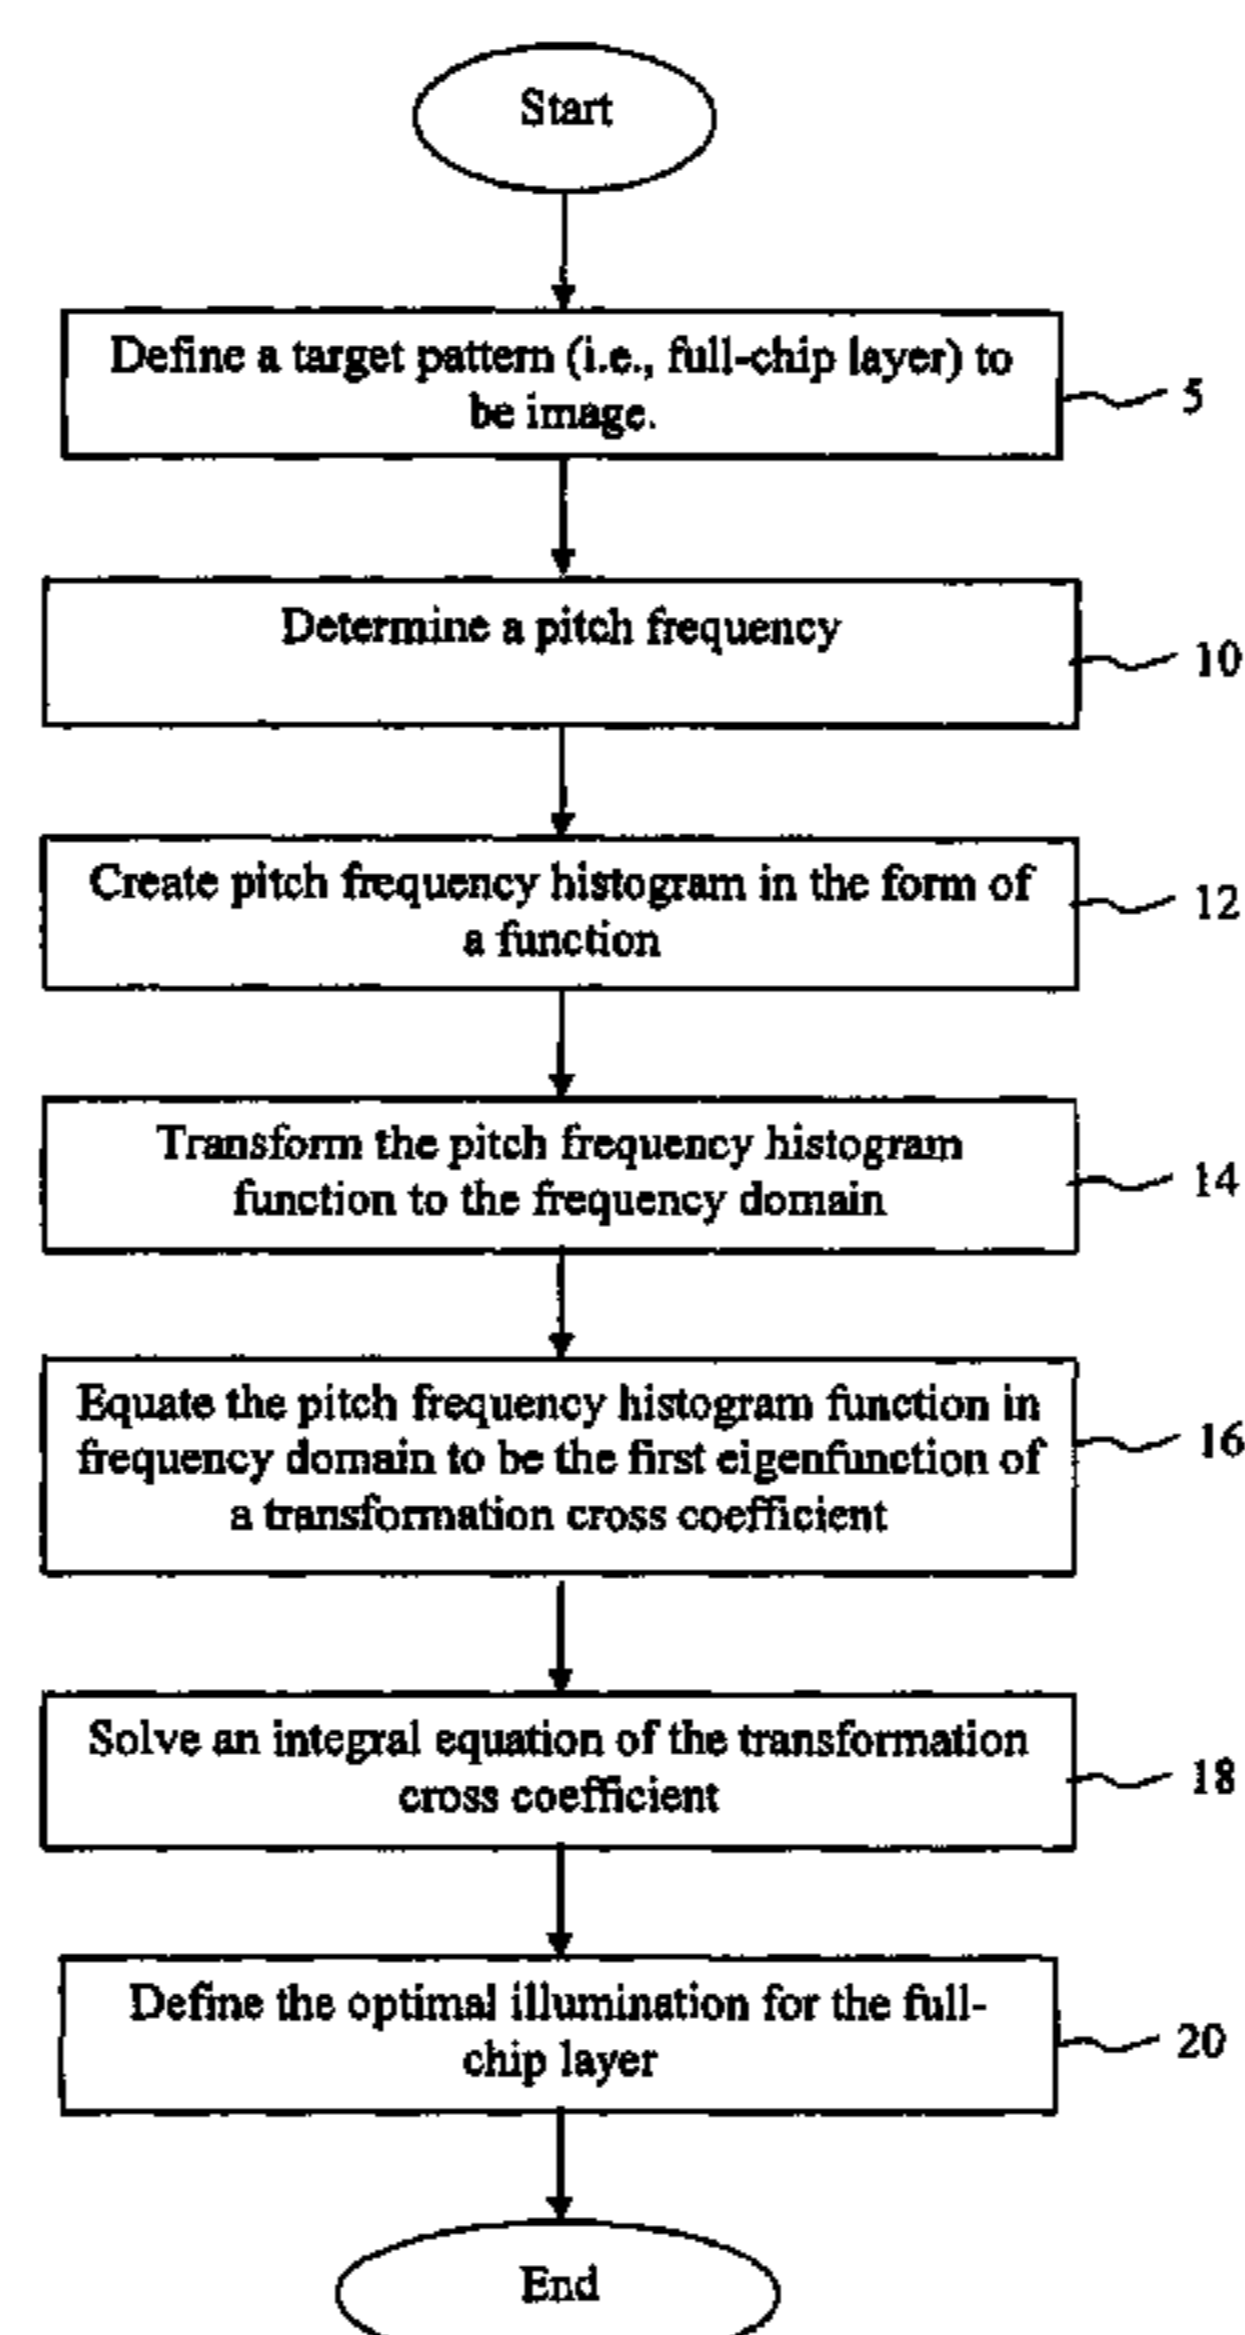 Start
Define a target pattern (i.e., full-chip layer) to
be image.
5
Determine a pitch frequency
10
Create pitch frequency histogram in the form of
a function
12
Transform the pitch frequency histogram
function to the frequency domain
14
Equate the pitch frequency histogram function in
frequency domain to be the first eigenfunction of
a transformation cross coefficient
16
Solve an integral equation of the transformation
cross coefficient
18
Define the optimal illumination for the full-
chip layer
20
End